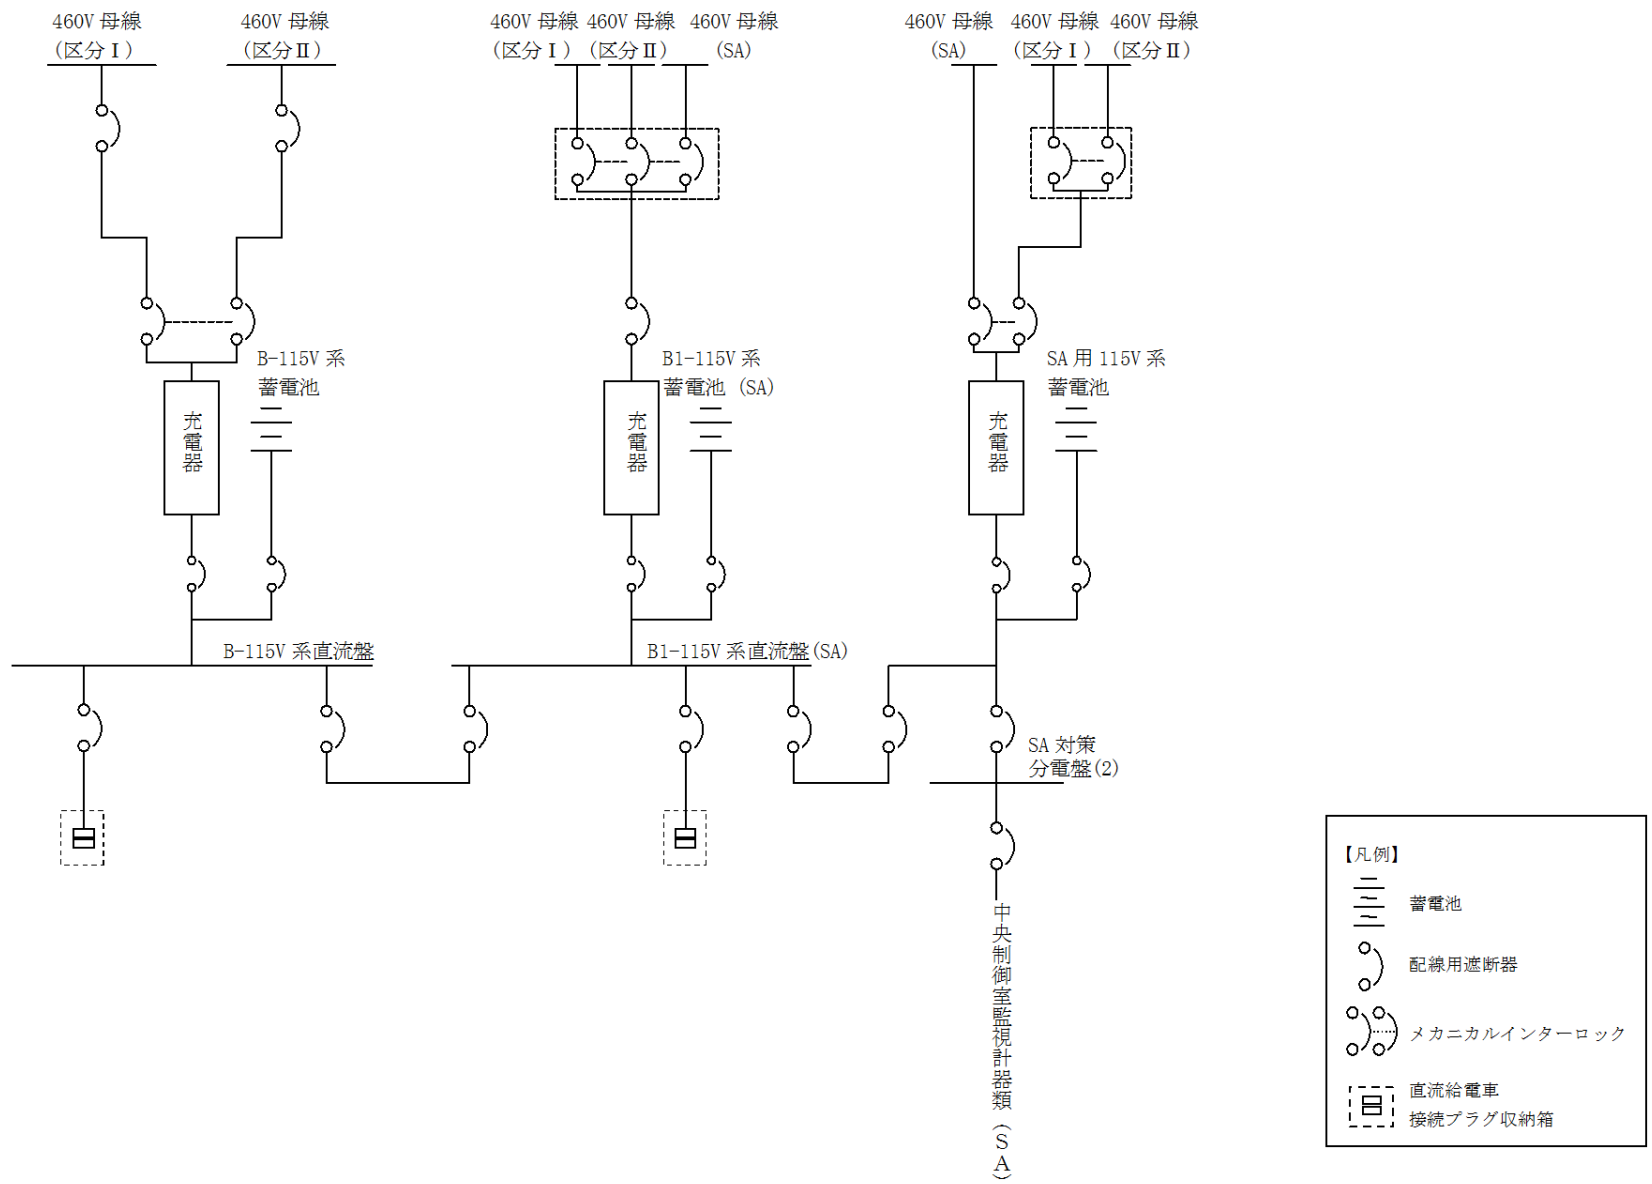 460V 母線
(区分Ⅰ)
460V 母線
(区分Ⅱ)
460V 母線
(区分Ⅰ)
460V 母線
(区分Ⅱ)
460V 母線
(SA)
460V 母線
(SA)
460V 母線
(区分Ⅰ)
460V 母線
(区分Ⅱ)
B-115V 系
蓄電池
充電器
B1-115V 系
蓄電池 (SA)
充電器
SA 用 115V 系
蓄電池
充電器
B-115V 系直流盤
B1-115V 系直流盤(SA)
SA 対策
分電盤(2)
中央制御室監視計器類(SA)
【凡例】
蓄電池
配線用遮断器
メカニカルインターロック
直流給電車
接続プラグ収納箱